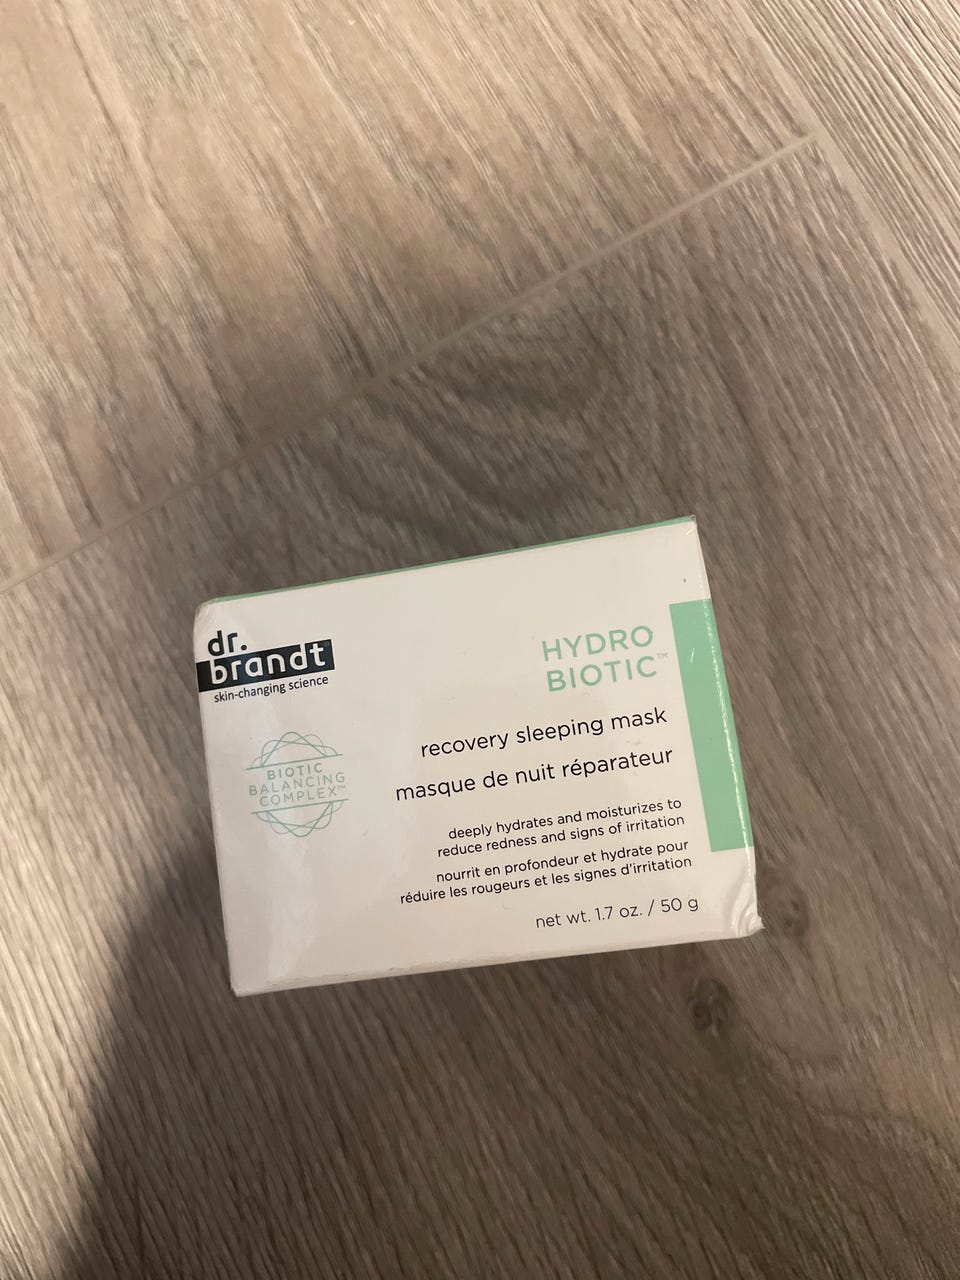 dr.
brandt
skin-changing science
BIOTIC
BALANCING
COMPLEX™
HYDRO
BIOTIC™
recovery sleeping mask
masque de nuit réparateur
deeply hydrates and moisturizes to
reduce redness and signs of irritation
nourrit en profondeur et hydrate pour
réduire les rougeurs et les signes d'irritation
net wt. 1.7 oz. / 50 g